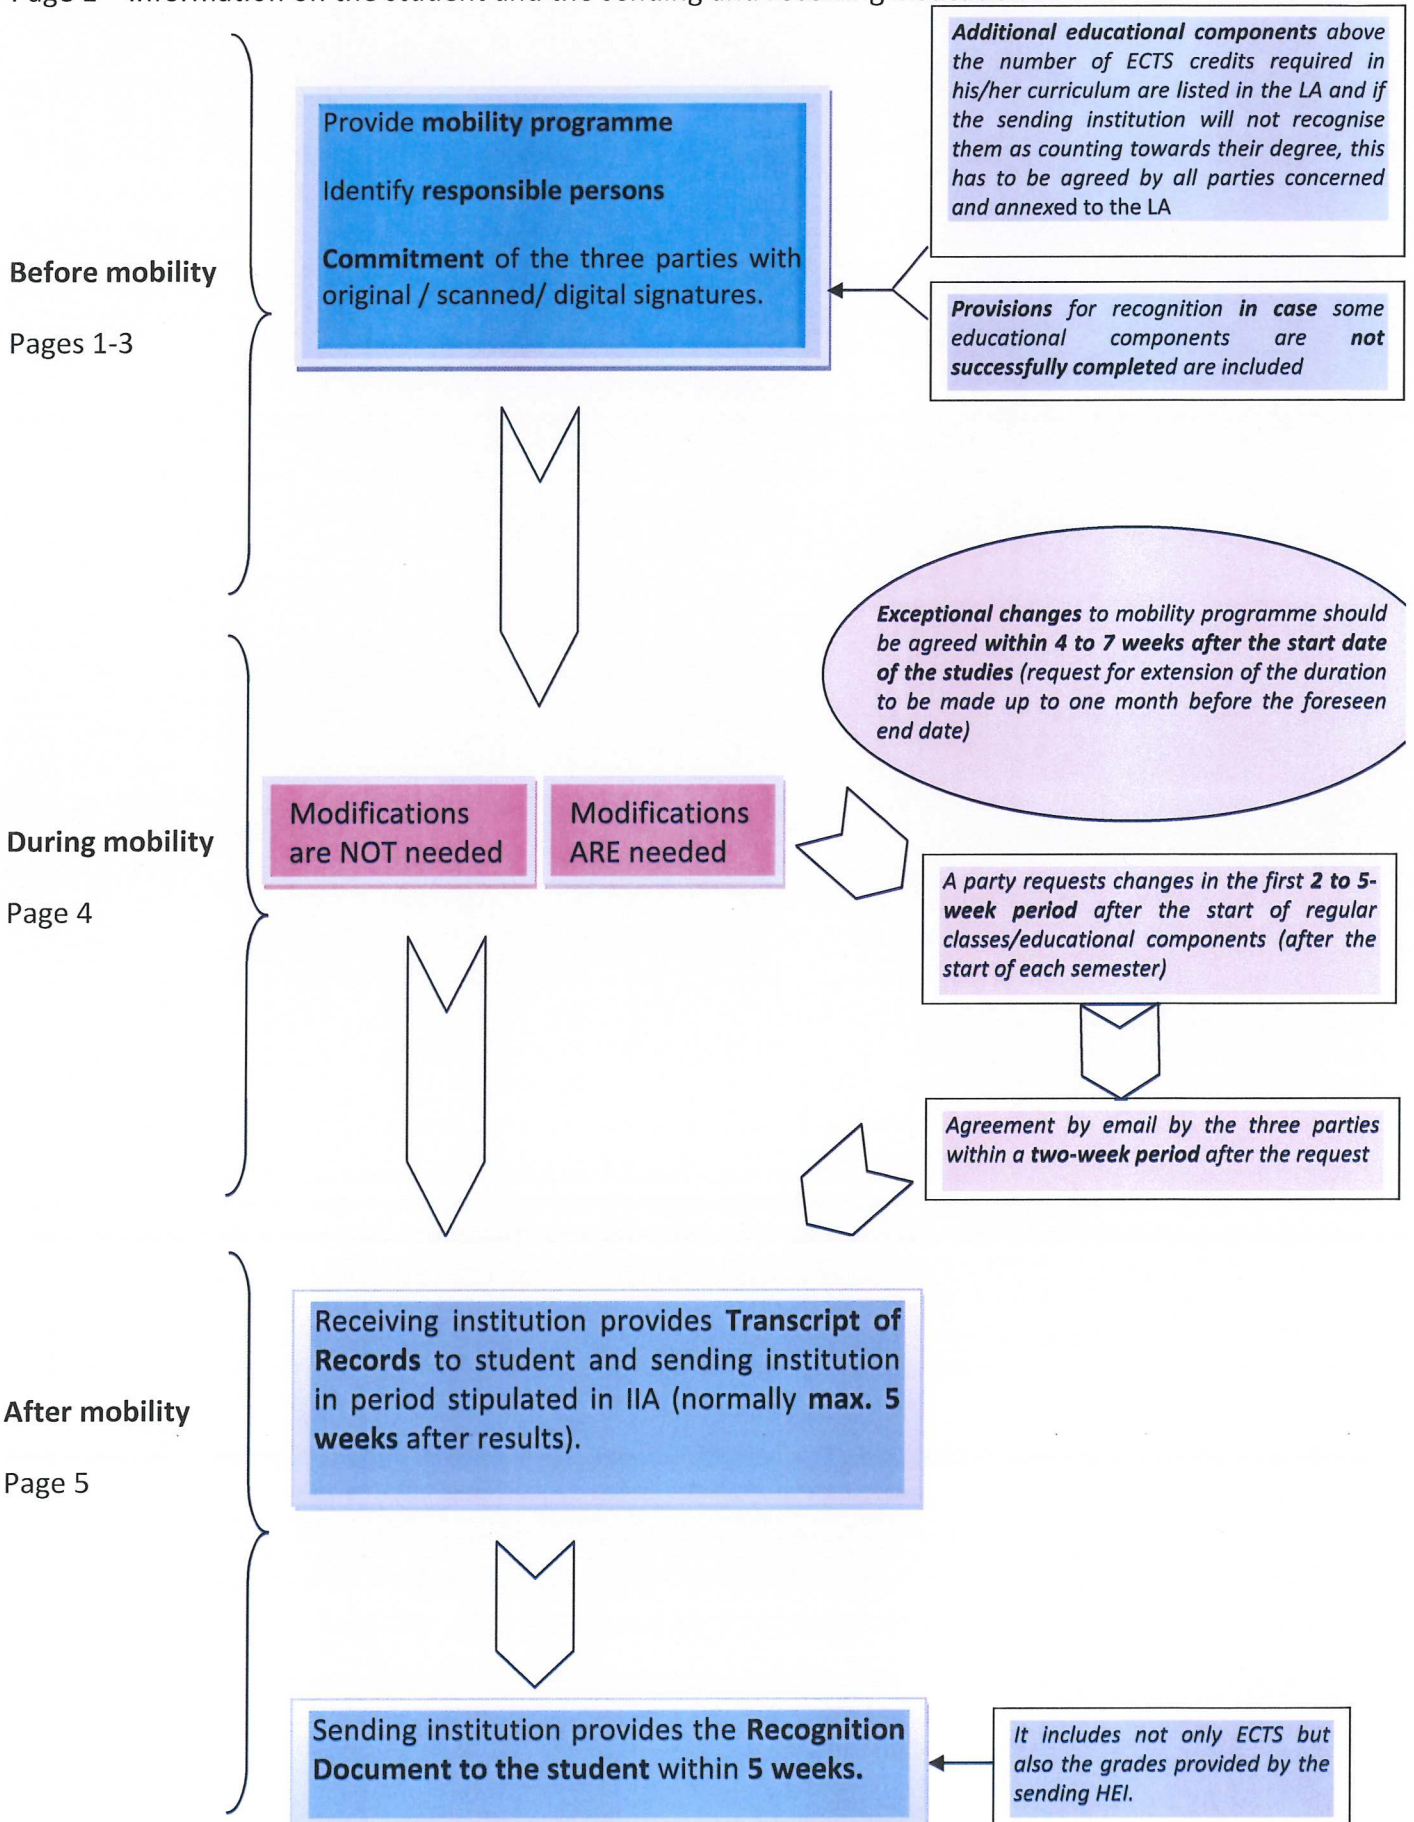 Additional educational components above
the number of ECTS credits required in
his/her curriculum are listed in the LA and if
the sending institution will not recognise
them as counting towards their degree, this
has to be agreed by all parties concerned
and annexed to the LA
Provide mobility programme
Identify responsible persons
Commitment of the three parties with
original / scanned/ digital signatures.
Before mobility
Pages 1-3
Provisions for recognition in case some
educational components are not
successfully completed are included
Exceptional changes to mobility programme should
be agreed within 4 to 7 weeks after the start date
of the studies (request for extension of the duration
to be made up to one month before the foreseen
end date)
During mobility
Page 4
Modifications
are NOT needed
Modifications
ARE needed
A party requests changes in the first 2 to 5-
week period after the start of regular
classes/educational components (after the
start of each semester)
Agreement by email by the three parties
within a two-week period after the request
After mobility
Page 5
Receiving institution provides Transcript of
Records to student and sending institution
in period stipulated in IIA (normally max. 5
weeks after results).
Sending institution provides the Recognition
Document to the student within 5 weeks.
It includes not only ECTS but
also the grades provided by the
sending HEI.